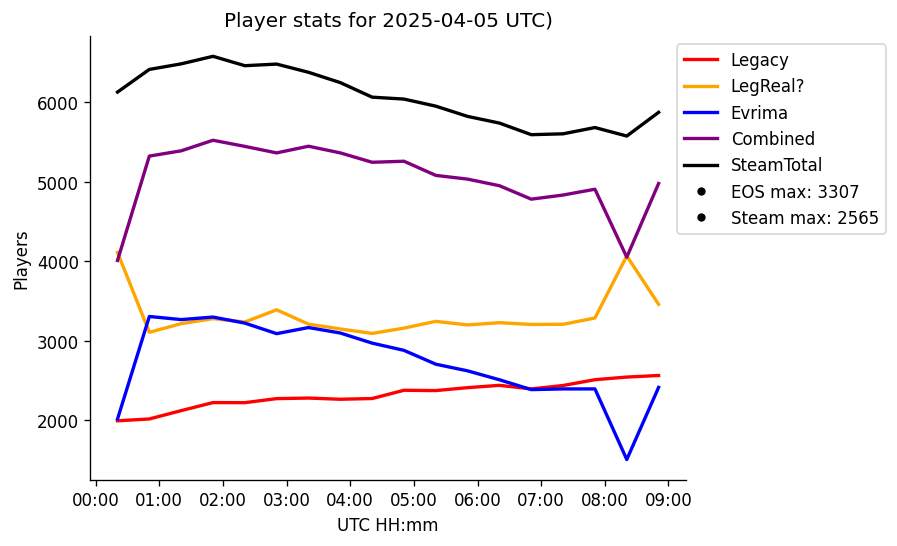 Player stats for 2025-04-05 UTC)
Legacy
LegReal?
Evrima
Combined
SteamTotal
EOS max: 3307
Steam max: 2565
Players
6000
5000
4000
3000
2000
00:00 01:00 02:00 03:00 04:00 05:00 06:00 07:00 08:00 09:00
UTC HH:mm